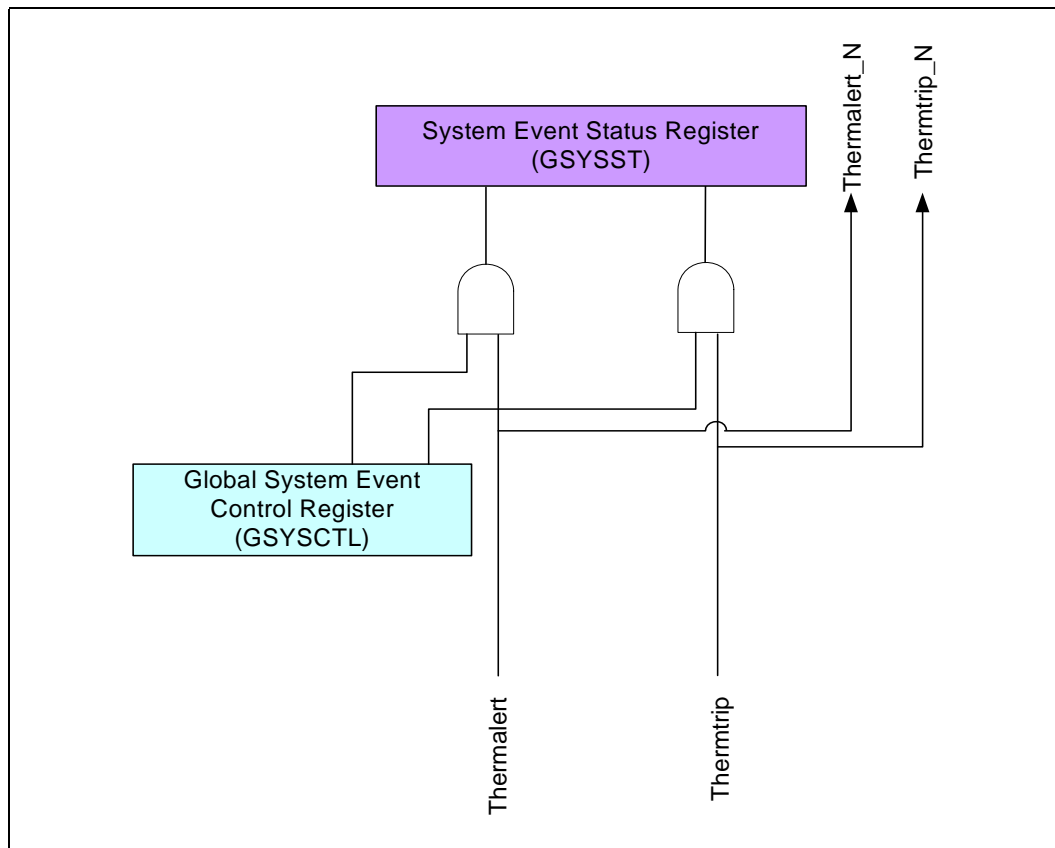 Thermalert_N
Thermtrip_N
System Event Status Register
(GSYSST)
Global System Event
Control Register
(GSYSCTL)
Thermalert
Thermtrip